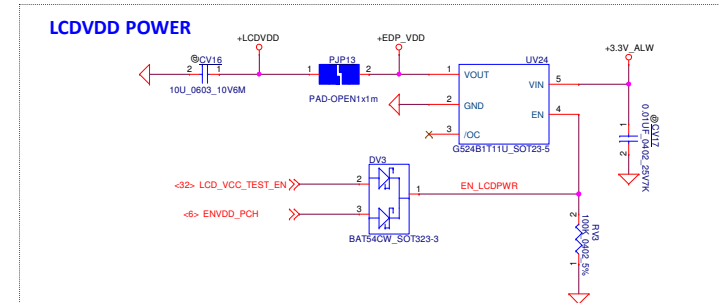 LCDVDD POWER
+LCDVDD
+EDP_VDD
+3.3V_ALW
@CV16
2 1
10U_0603_10V6M
PJP13
1 2
PAD-OPEN1x1m
UV24
1 VOUT
VIN 5
2 GND
EN 4
3 /OC
G524B1T11U_SOT23-5
1
2
@CV17
0.01UF_0402_25V7K
DV3
<32> LCD_VCC_TEST_EN 2
1 EN_LCDPWR
<6> ENVDD_PCH 3
BAT54CW_SOT323-3
2
1
RV3
100K_0402_5%